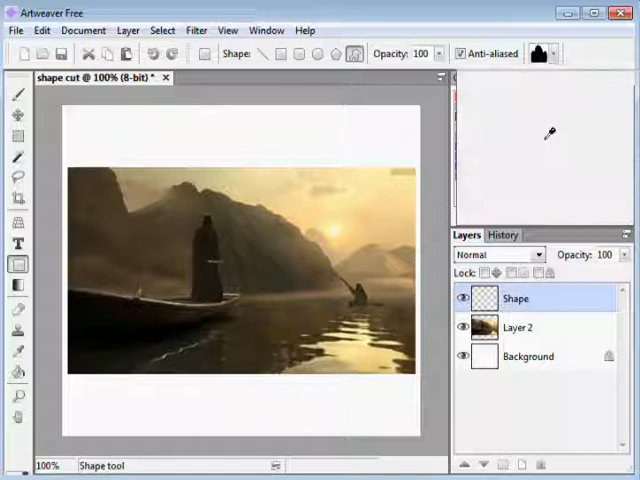 Artweaver Free
File Edit Document Layer Select Filter View Window Help
Shape: Opacity: 100 Anti-aliased
shape cut @ 100% (8-bit) *
Layers History
Normal Opacity: 100
Lock:
Shape
Layer 2
Background
100% Shape tool